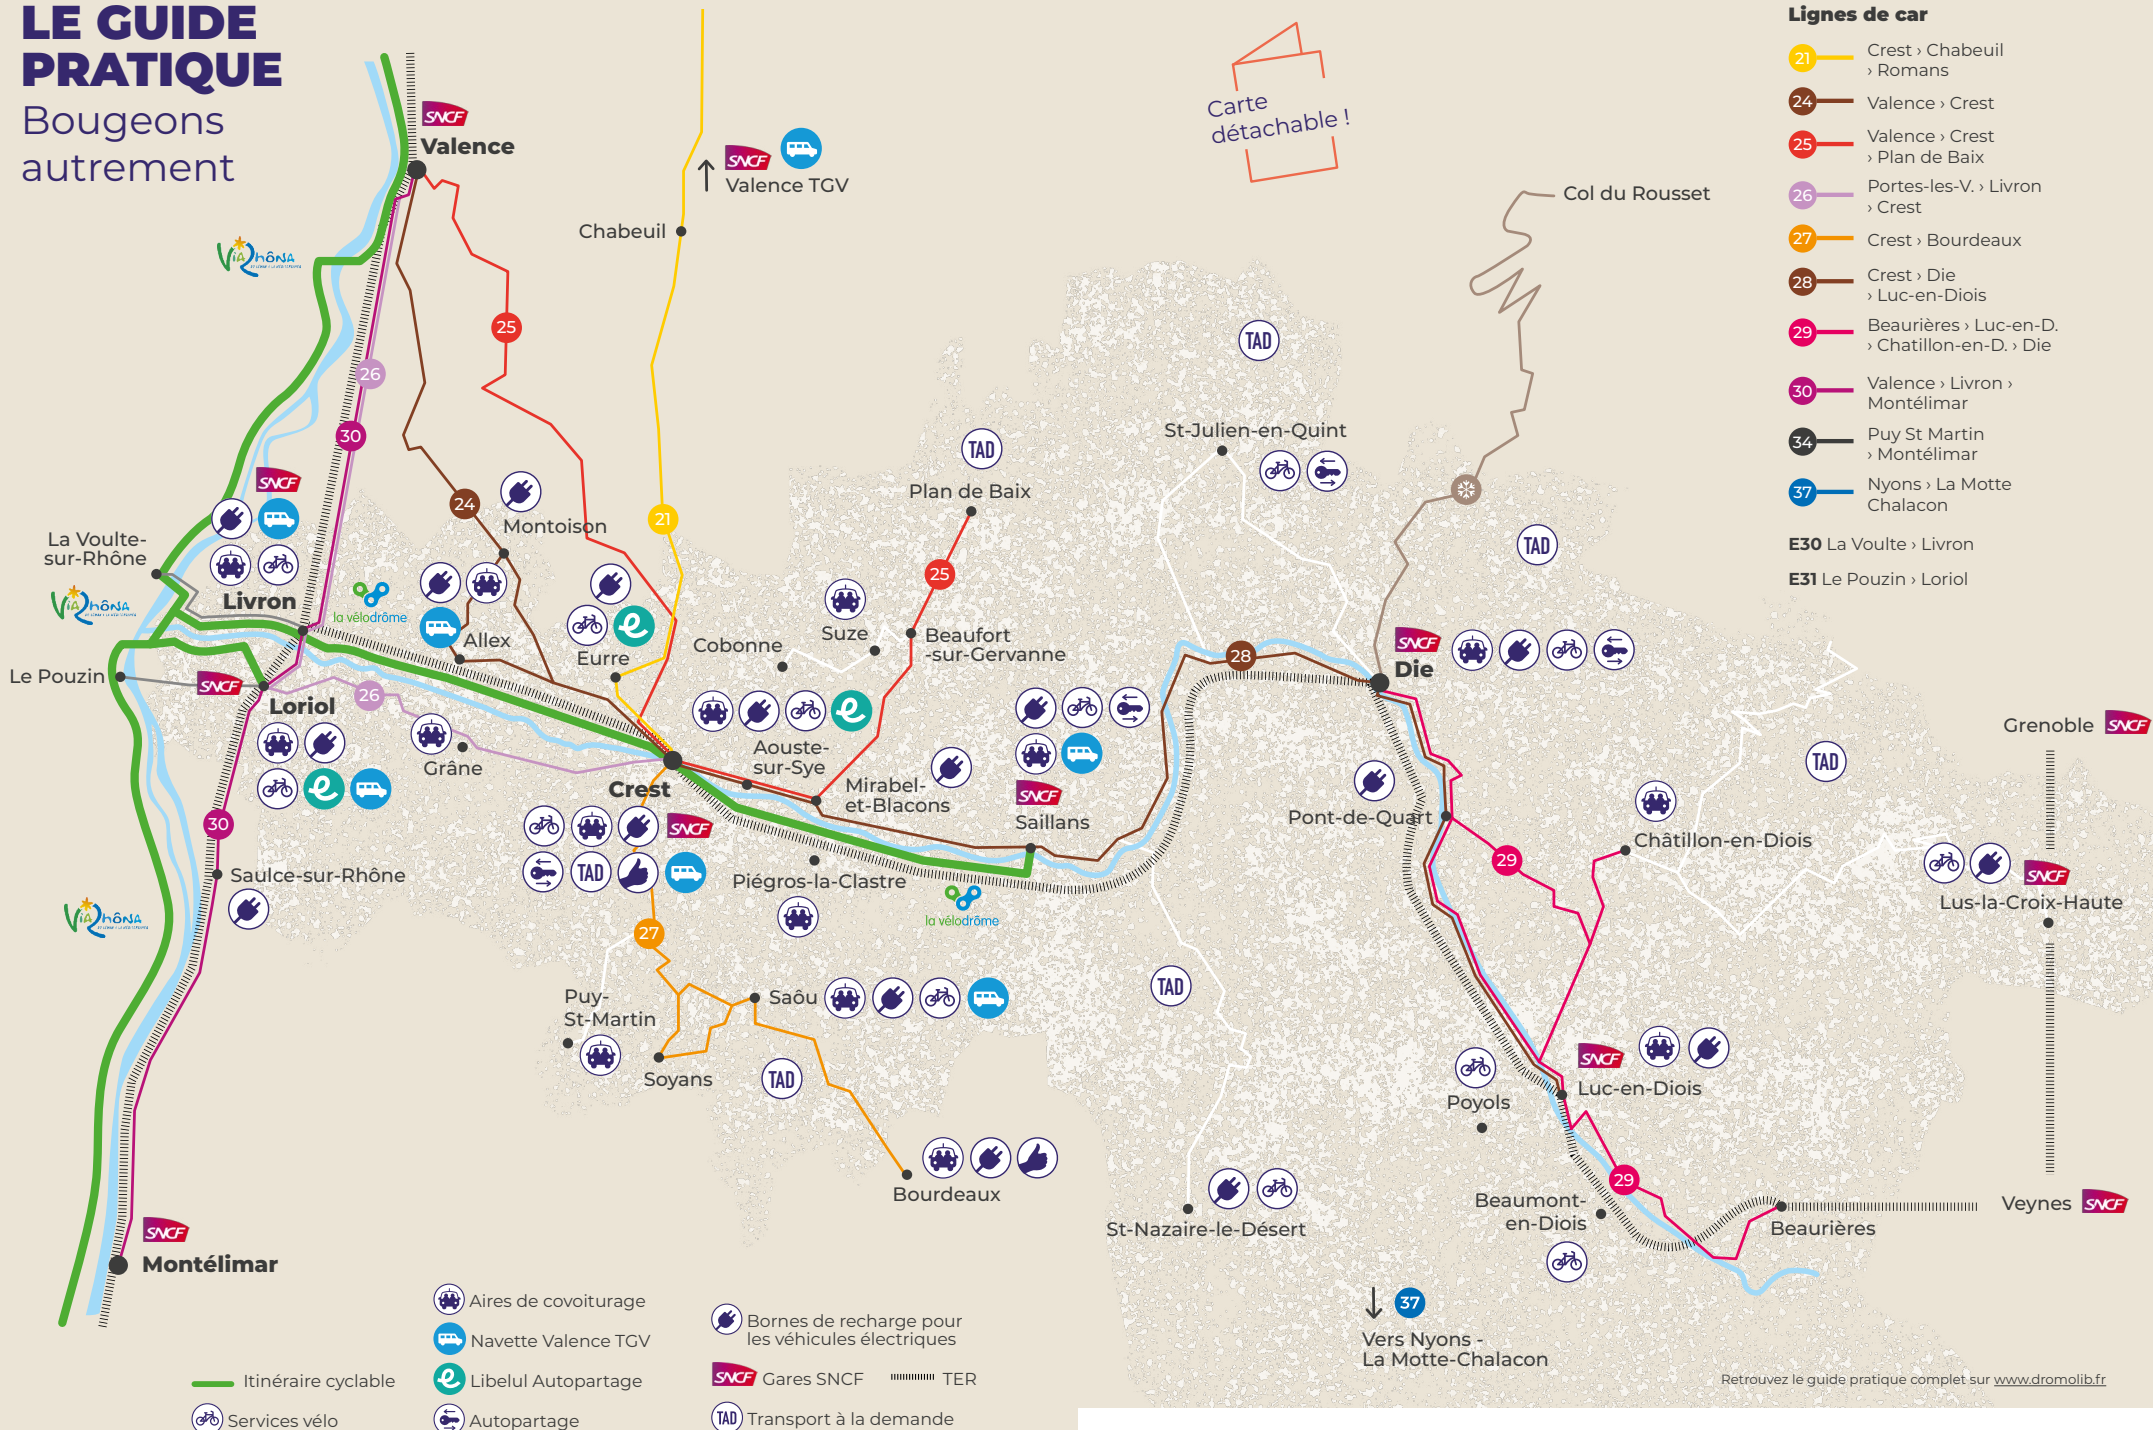 LE GUIDE
PRATIQUE
Bougeons
autrement
SNCF
Valence
SNCF
Valence TGV
Chabeuil
Carte
détachable !
Col du Rousset
Lignes de car
21 Crest › Chabeuil
› Romans
24 Valence › Crest
25 Valence › Crest
› Plan de Baix
26 Portes-les-V. › Livron
› Crest
27 Crest › Bourdeaux
28 Crest › Die
› Luc-en-Diois
29 Beaurières › Luc-en-D.
› Chatillon-en-D. › Die
30 Valence › Livron ›
Montélimar
34 Puy St Martin
› Montélimar
37 Nyons › La Motte
Chalacon
E30 La Voulte › Livron
E31 Le Pouzin › Loriol
ViaRhôna
25
26
30
TAD
St-Julien-en-Quint
TAD
Plan de Baix
24
Montoison
21
SNCF
La Voulte-
sur-Rhône
Livron
ViaRhôna
la vélodrôme
Allex
Eurre
25
Suze
Cobonne
Beaufort
-sur-Gervanne
TAD
28
SNCF
Die
Le Pouzin
SNCF
Loriol
26
Grâne
Crest
Aouste-
sur-Sye
Mirabel-
et-Blacons
SNCF
Saillans
Pont-de-Quart
Châtillon-en-Diois
TAD
Grenoble SNCF
30
Saulce-sur-Rhône
SNCF
TAD
Piégros-la-Clastre
la vélodrôme
29
SNCF
Lus-la-Croix-Haute
ViaRhôna
27
Puy-
St-Martin
Saôu
Soyans
TAD
TAD
Bourdeaux
SNCF
Luc-en-Diois
Poyols
St-Nazaire-le-Désert
29
Beaumont-
en-Diois
Beaurières
Veynes SNCF
SNCF
Montélimar
37
Vers Nyons -
La Motte-Chalacon
Itinéraire cyclable
Services vélo
Aires de covoiturage
Navette Valence TGV
Libelul Autopartage
Autopartage
Bornes de recharge pour
les véhicules électriques
SNCF Gares SNCF
TER
TAD Transport à la demande
Retrouvez le guide pratique complet sur www.dromolib.fr